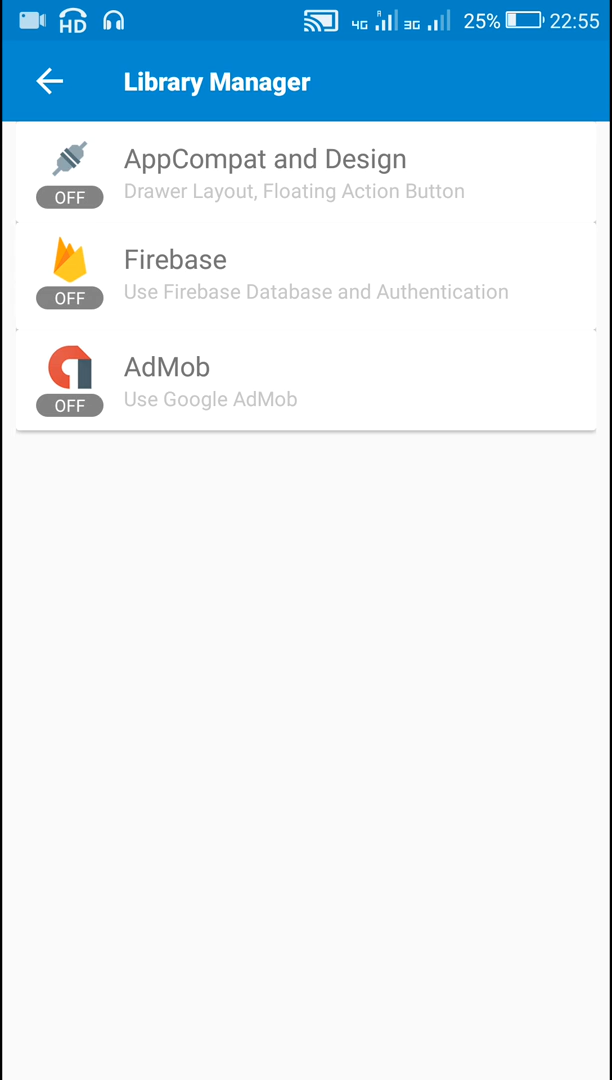 HD 4G R 3G 25% 22:55
Library Manager
AppCompat and Design
Drawer Layout, Floating Action Button
OFF
Firebase
Use Firebase Database and Authentication
OFF
AdMob
Use Google AdMob
OFF